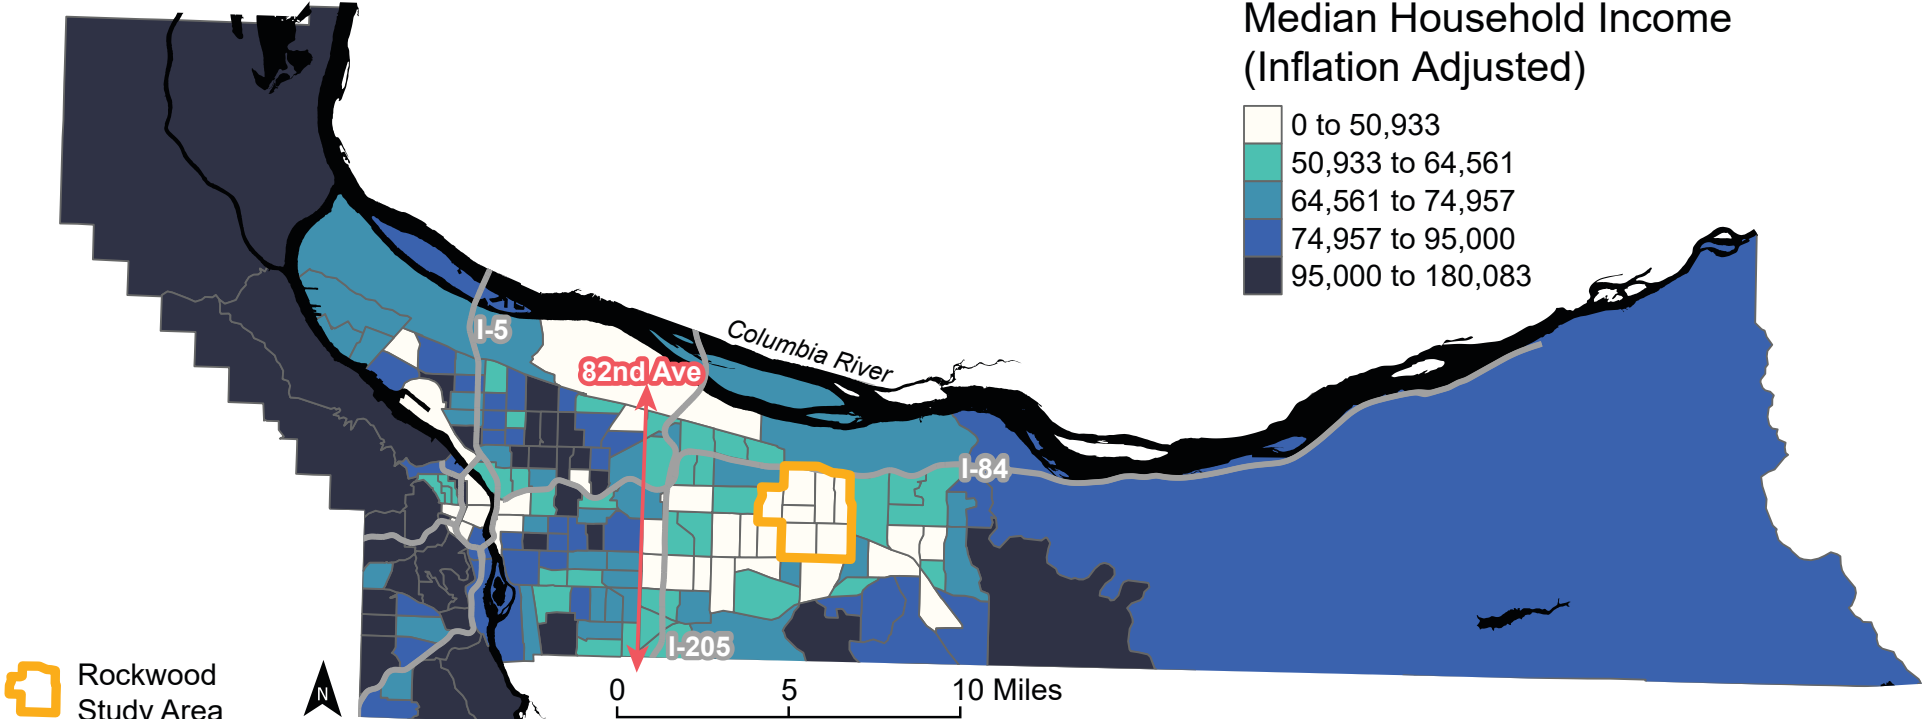 Median Household Income
(Inflation Adjusted)
0 to 50,933
50,933 to 64,561
64,561 to 74,957
74,957 to 95,000
95,000 to 180,083
I-5
82nd Ave
Columbia River
I-84
I-205
Rockwood
Study Area
N
0 5 10 Miles